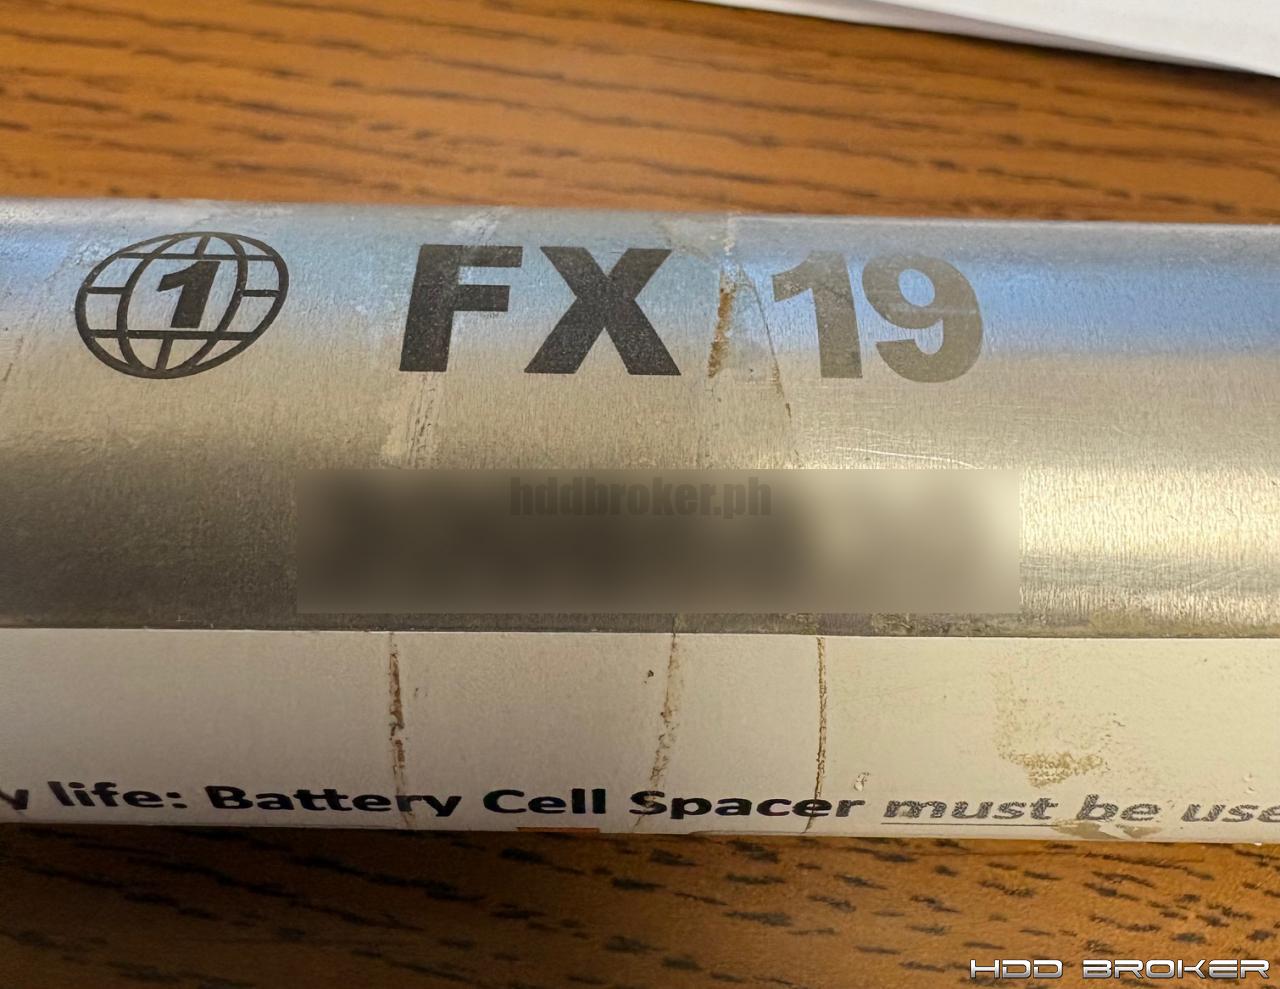 1 FX 19
hddbroker.ph
life: Battery Cell Spacer must be use
HDD BROKER